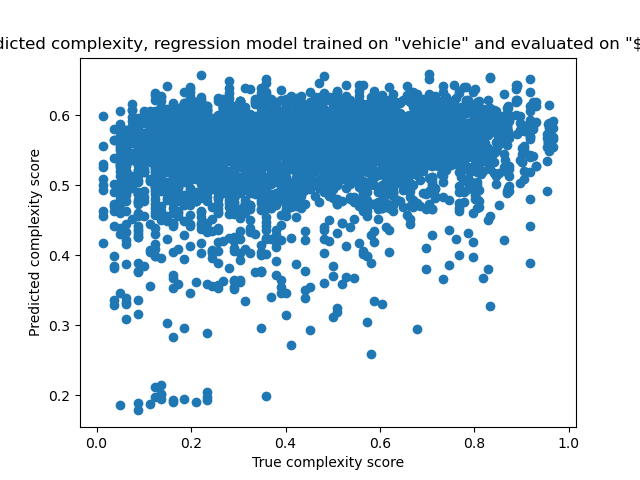 dicted complexity, regression model trained on "vehicle" and evaluated on "$
0.6
0.5
0.4
0.3
0.2
0.0 0.2 0.4 0.6 0.8 1.0
Predicted complexity score
True complexity score